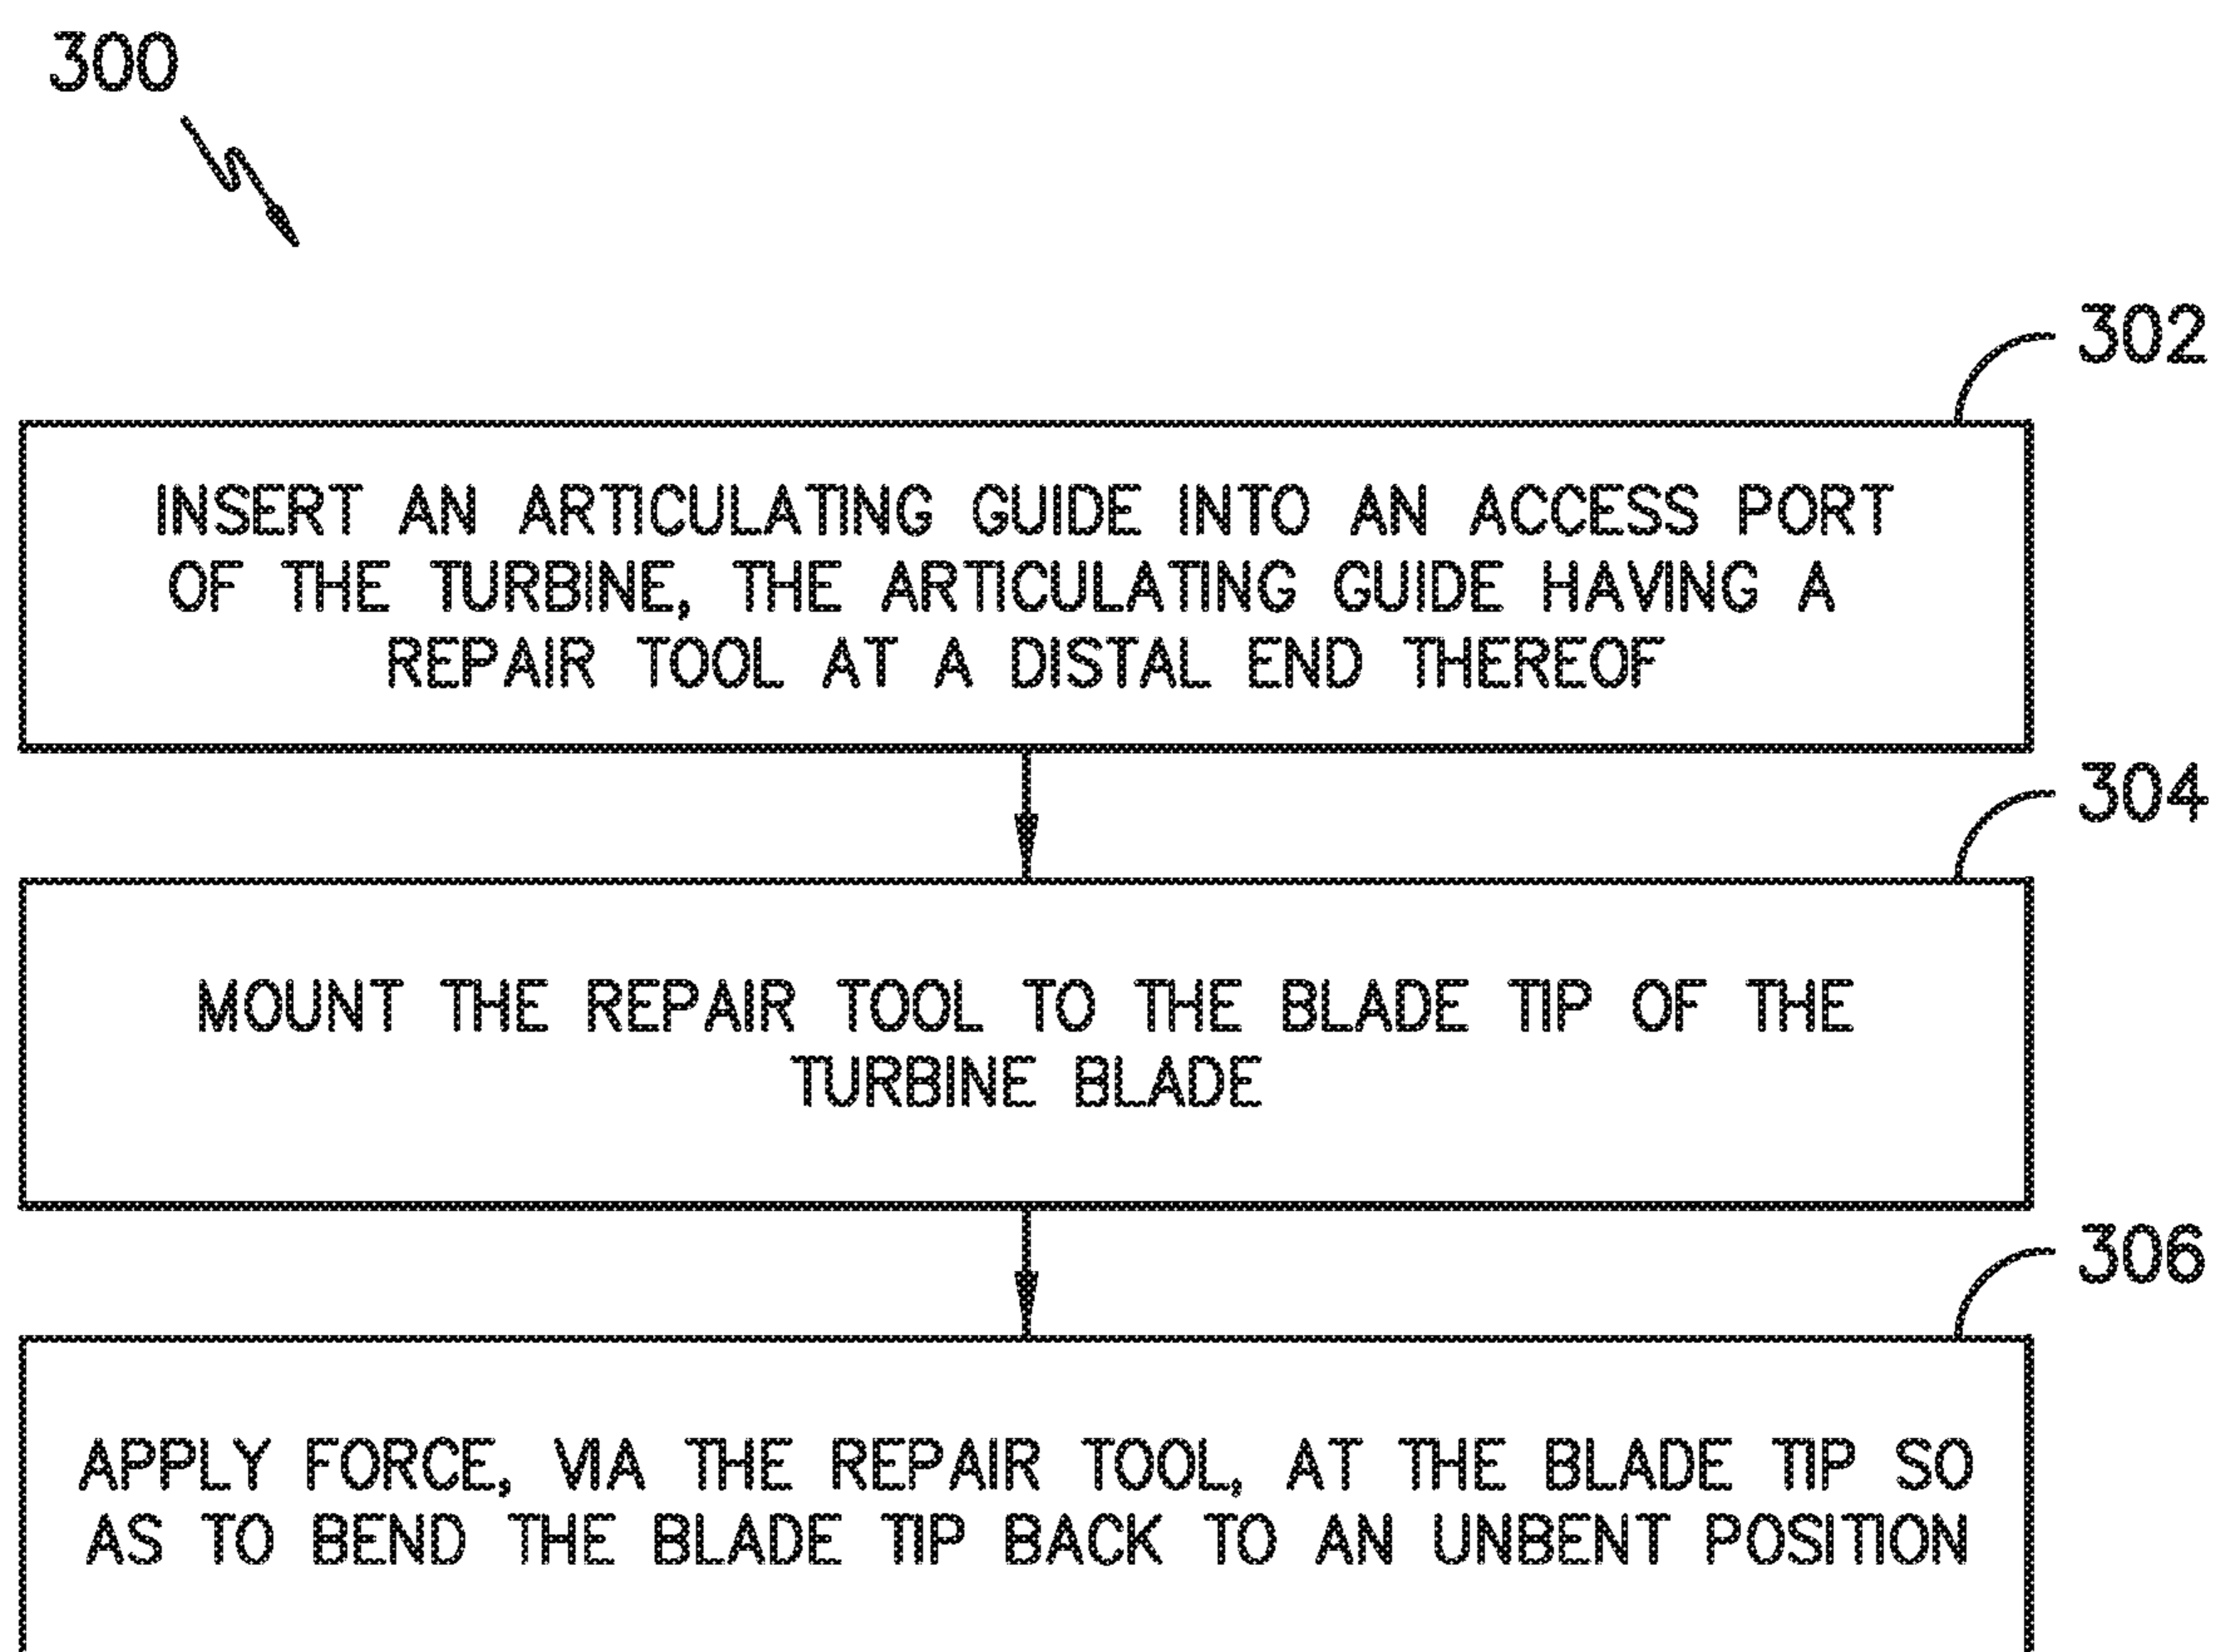 300
302
INSERT AN ARTICULATING GUIDE INTO AN ACCESS PORT
OF THE TURBINE, THE ARTICULATING GUIDE HAVING A
REPAIR TOOL AT A DISTAL END THEREOF
304
MOUNT THE REPAIR TOOL TO THE BLADE TIP OF THE
TURBINE BLADE
306
APPLY FORCE, VIA THE REPAIR TOOL, AT THE BLADE TIP SO
AS TO BEND THE BLADE TIP BACK TO AN UNBENT POSITION